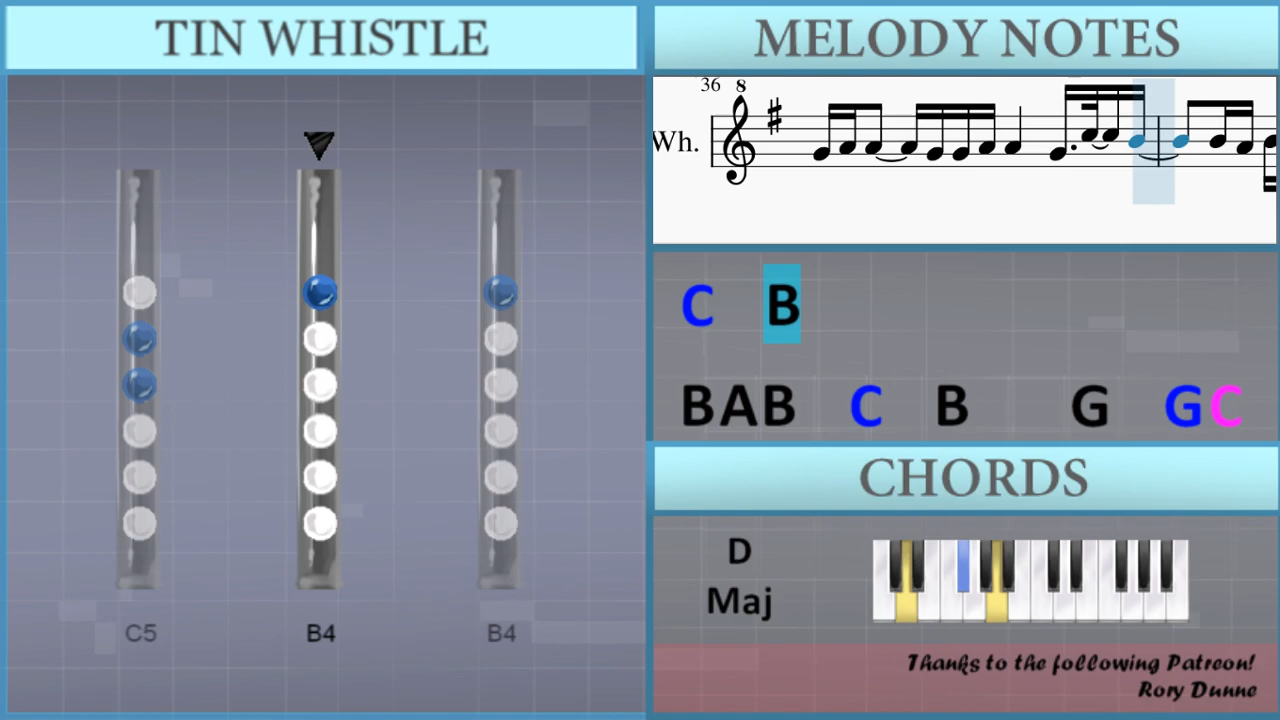 TIN WHISTLE
C5 B4 B4
MELODY NOTES
36 8
Wh.
C B
BAB C B G GC
CHORDS
D
Maj
Thanks to the following Patreon!
Rory Dunne